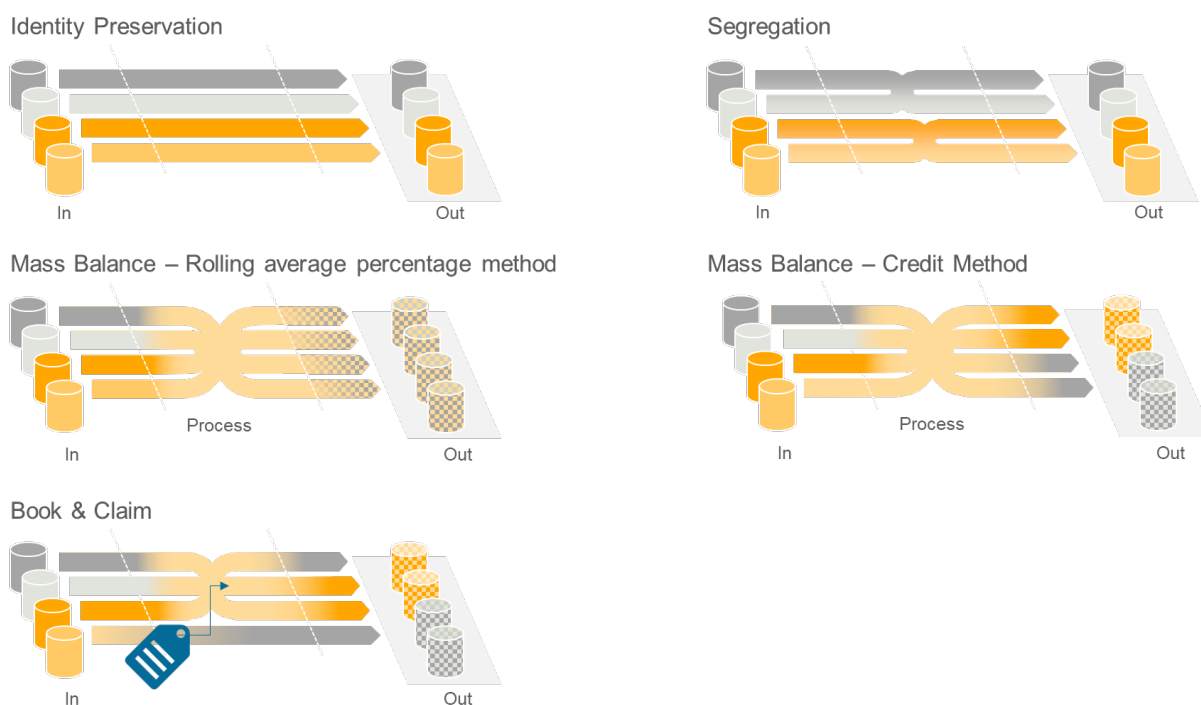 Identity Preservation
Segregation
In
Out
In
Out
Mass Balance – Rolling average percentage method
Mass Balance – Credit Method
Process
In
Out
Process
In
Out
Book & Claim
In
Out